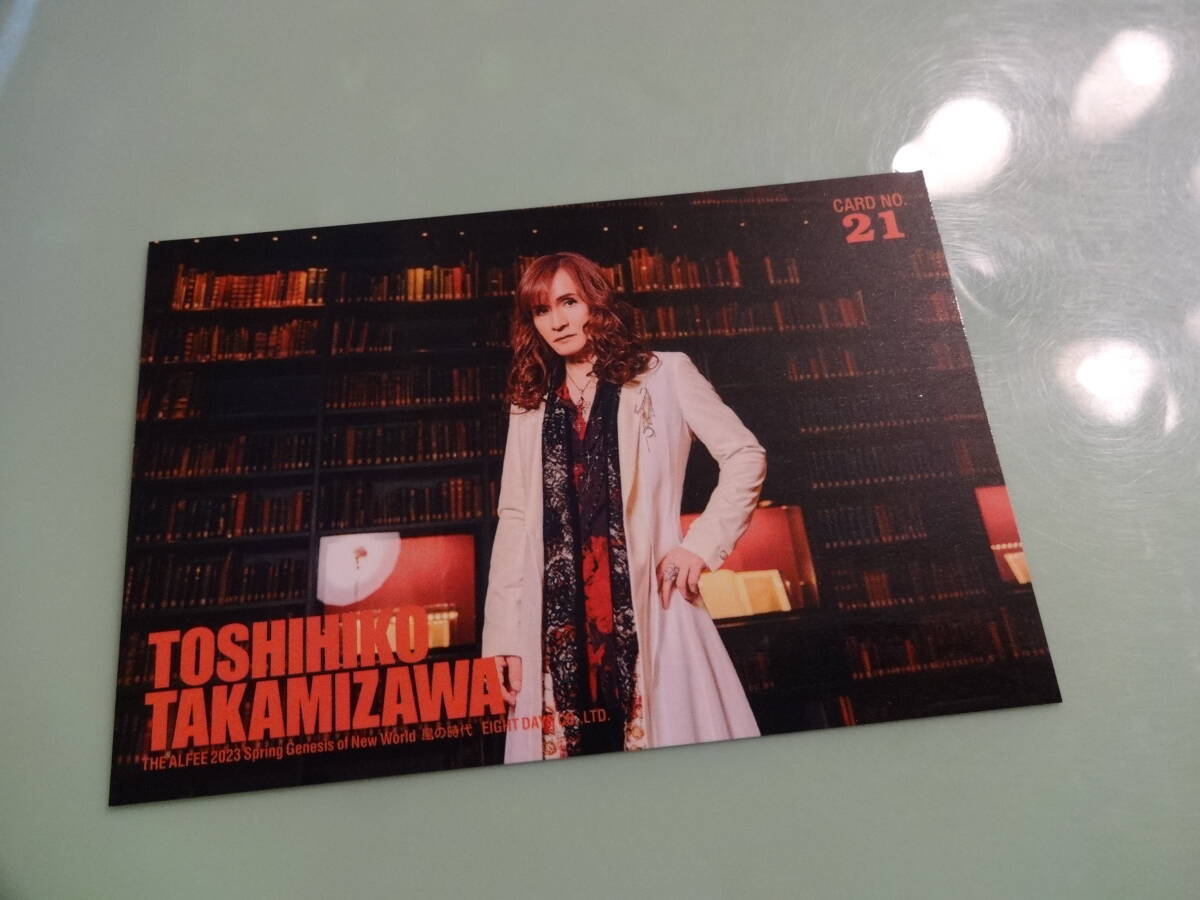 CARD NO.
21
TOSHIHIKO
TAKAMIZAWA
THE ALFEE 2023 Spring Genesis of New World 風の時代 EIGHT DAYS CO., LTD.